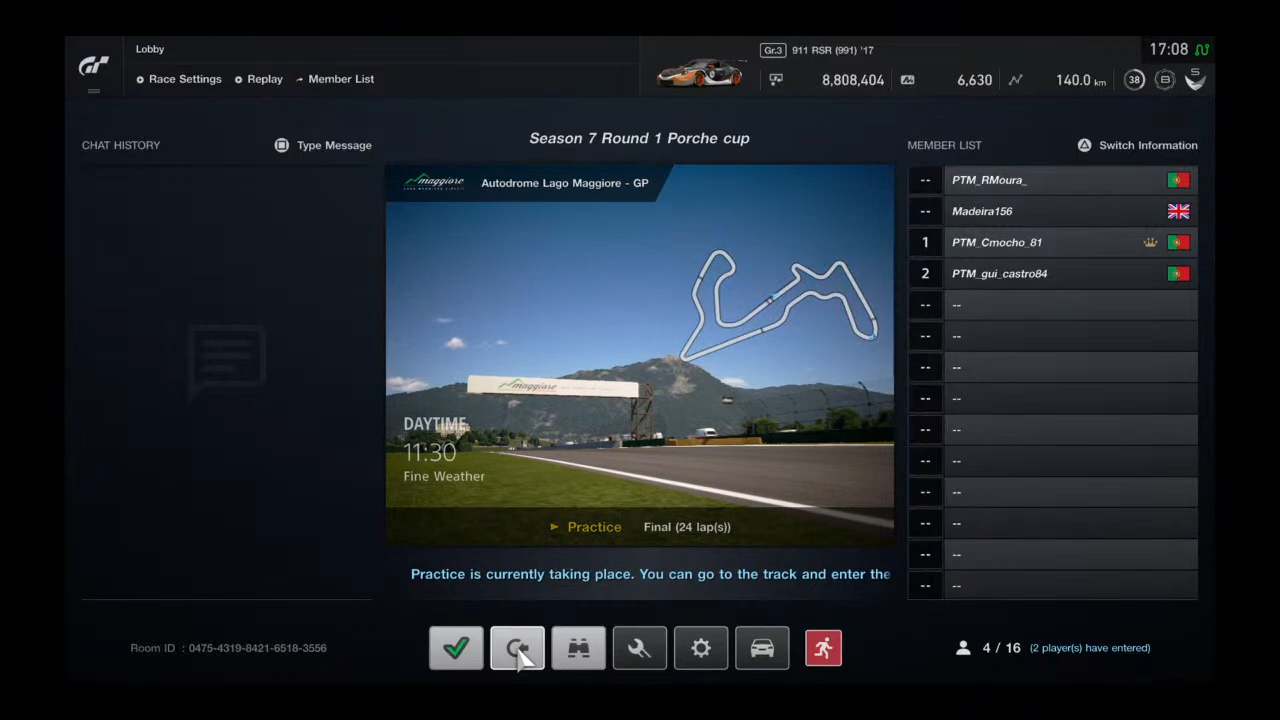 Lobby
Race Settings
Replay
Member List
Gr.3 911 RSR (991) '17
8,808,404
6,630
140.0 km
38
B
S
17:08
CHAT HISTORY
Type Message
Season 7 Round 1 Porche cup
MEMBER LIST
Switch Information
maggiore
Autodrome Lago Maggiore - GP
maggiore
DAYTIME
11:30
Fine Weather
Practice Final (24 lap(s))
Practice is currently taking place. You can go to the track and enter the
-- PTM_RMoura_
-- Madeira156
1 PTM_Cmocho_81
2 PTM_gui_castro84
-- --
-- --
-- --
-- --
-- --
-- --
-- --
-- --
-- --
-- --
Room ID : 0475-4319-8421-6518-3556
4 / 16 (2 player(s) have entered)